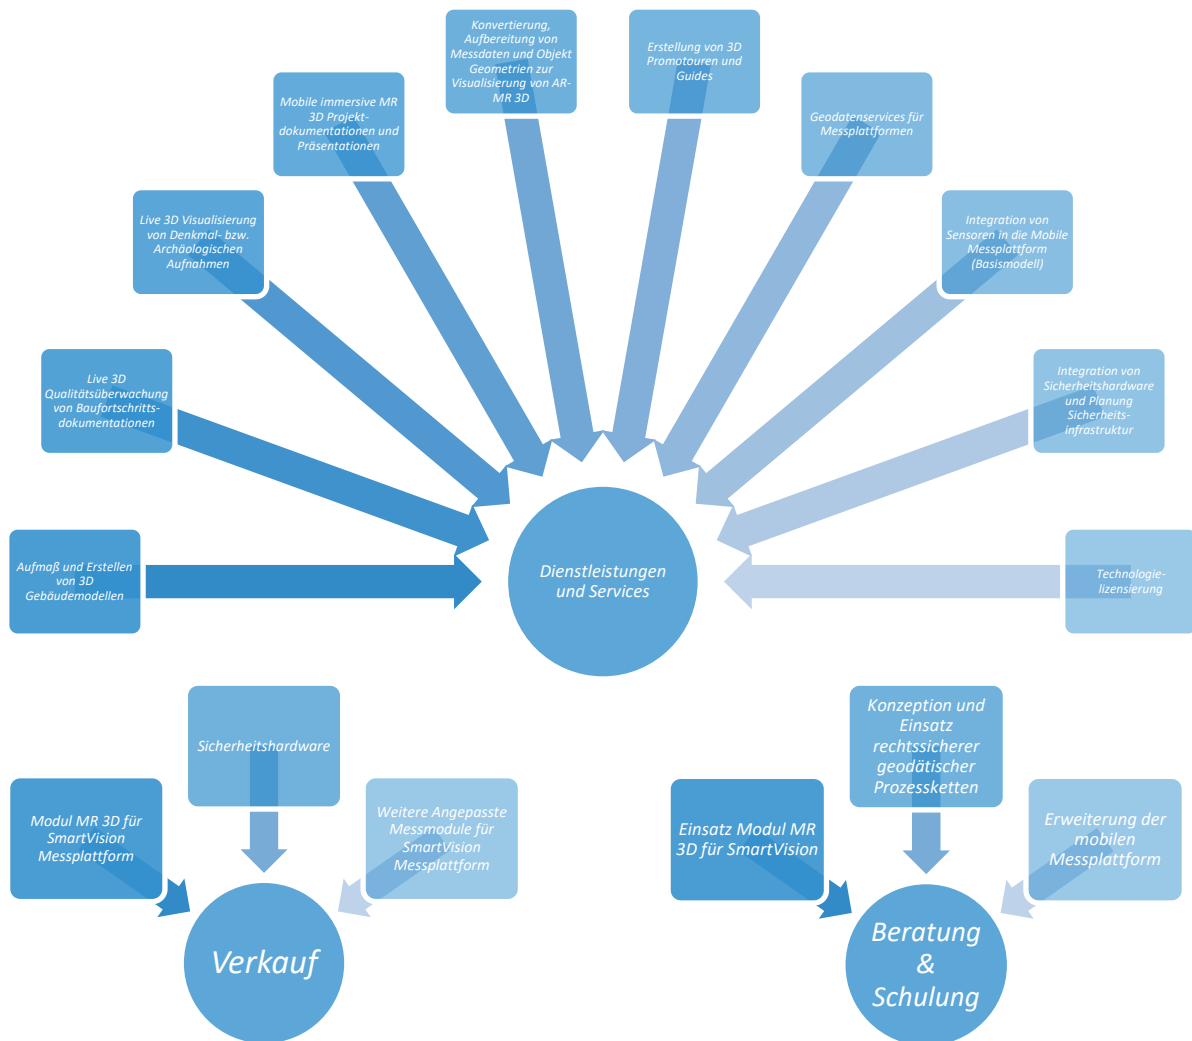 Konvertierung,
Aufbereitung von
Messdaten und Objekt
Geometrien zur
Visualisierung von AR-
MR 3D
Erstellung von 3D
Promotouren und
Guides
Mobile immersive MR
3D Projekt-
dokumentationen und
Präsentationen
Geodatenservices für
Messplattformen
Live 3D Visualisierung
von Denkmal- bzw.
Archäologischen
Aufnahmen
Integration von
Sensoren in die Mobile
Messplattform
(Basismodell)
Live 3D
Qualitätsüberwachung
von Baufortschritts-
dokumentationen
Integration von
Sicherheitshardware
und Planung
Sicherheits-
infrastruktur
Aufmaß und Erstellen
von 3D
Gebäudemodellen
Dienstleistungen
und Services
Technologie-
lizensierung
Sicherheitshardware
Modul MR 3D für
SmartVision
Messplattform
Weitere Angepasste
Messmodule für
SmartVision
Messplattform
Verkauf
Konzeption und
Einsatz
rechtssicherer
geodätischer
Prozessketten
Einsatz Modul MR
3D für SmartVision
Erweiterung der
mobilen
Messplattform
Beratung
&
Schulung